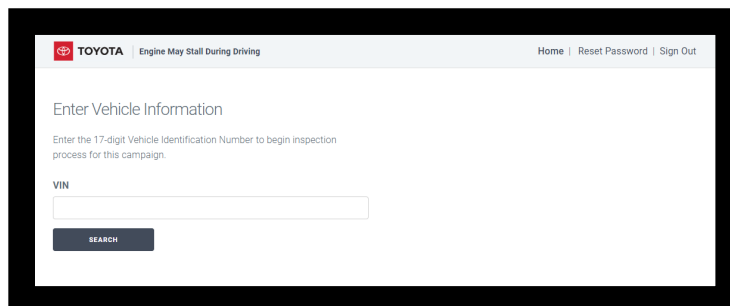 TOYOTA | Engine May Stall During Driving
Home | Reset Password | Sign Out
Enter Vehicle Information
Enter the 17-digit Vehicle Identification Number to begin inspection
process for this campaign.
VIN
SEARCH